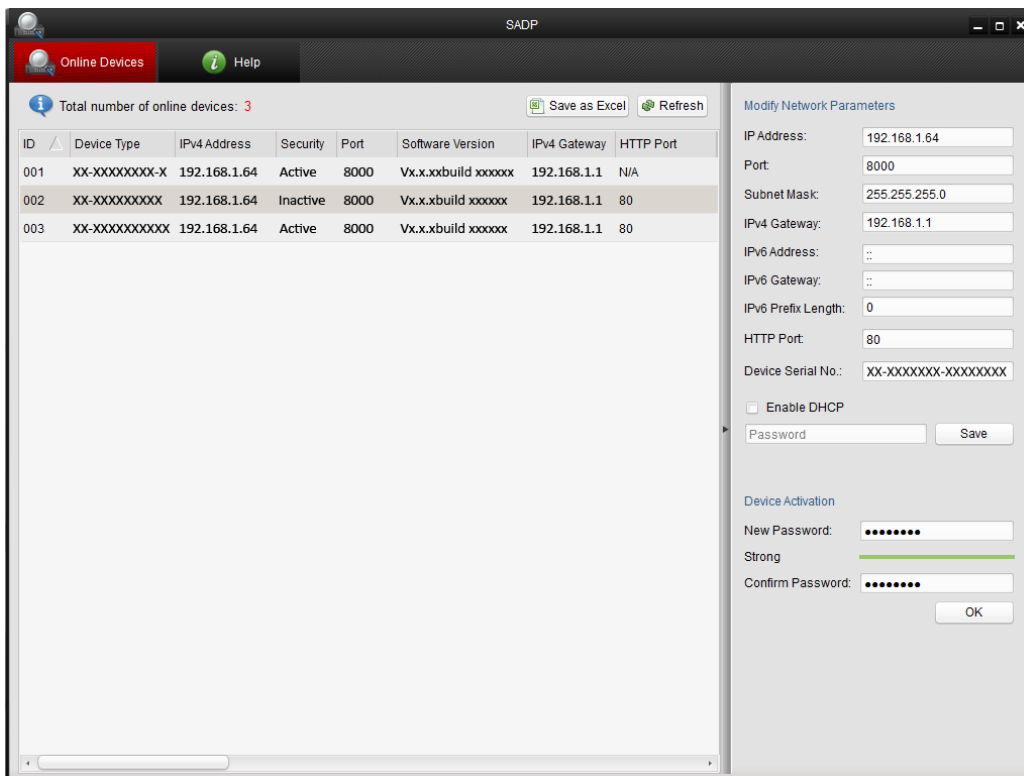 SADP
Online Devices Help
Total number of online devices: 3 Save as Excel Refresh
ID Device Type IPv4 Address Security Port Software Version IPv4 Gateway HTTP Port
001 XX-XXXXXXXX-X 192.168.1.64 Active 8000 Vx.x.xxbuild xxxxxx 192.168.1.1 N/A
002 XX-XXXXXXXXX 192.168.1.64 Inactive 8000 Vx.x.xbuild xxxxxx 192.168.1.1 80
003 XX-XXXXXXXXXX 192.168.1.64 Active 8000 Vx.x.xbuild xxxxxx 192.168.1.1 80
Modify Network Parameters
IP Address: 192.168.1.64
Port: 8000
Subnet Mask: 255.255.255.0
IPv4 Gateway: 192.168.1.1
IPv6 Address: ::
IPv6 Gateway: ::
IPv6 Prefix Length: 0
HTTP Port: 80
Device Serial No.: XX-XXXXXXX-XXXXXXXX
Enable DHCP
Password Save
Device Activation
New Password: ●●●●●●●●
Strong
Confirm Password: ●●●●●●●●
OK